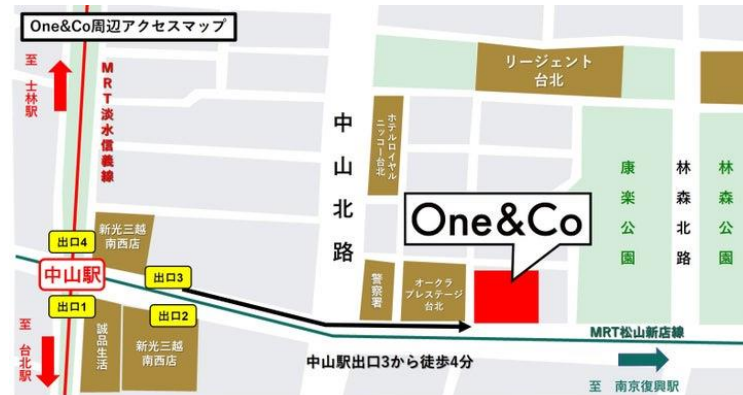 One&Co周辺アクセスマップ
至 士林駅
MRT淡水信義線
リージェント
台北
ホテルロイヤル
ニッコー台北
中山北路
康楽公園
林森北路
林森公園
One&Co
新光三越
南西店
出口4
中山駅
出口3
出口1
出口2
警察署
オークラ
プレステージ
台北
至 台北駅
誠品生活
新光三越
南西店
MRT松山新店線
中山駅出口3から徒歩4分
至 南京復興駅